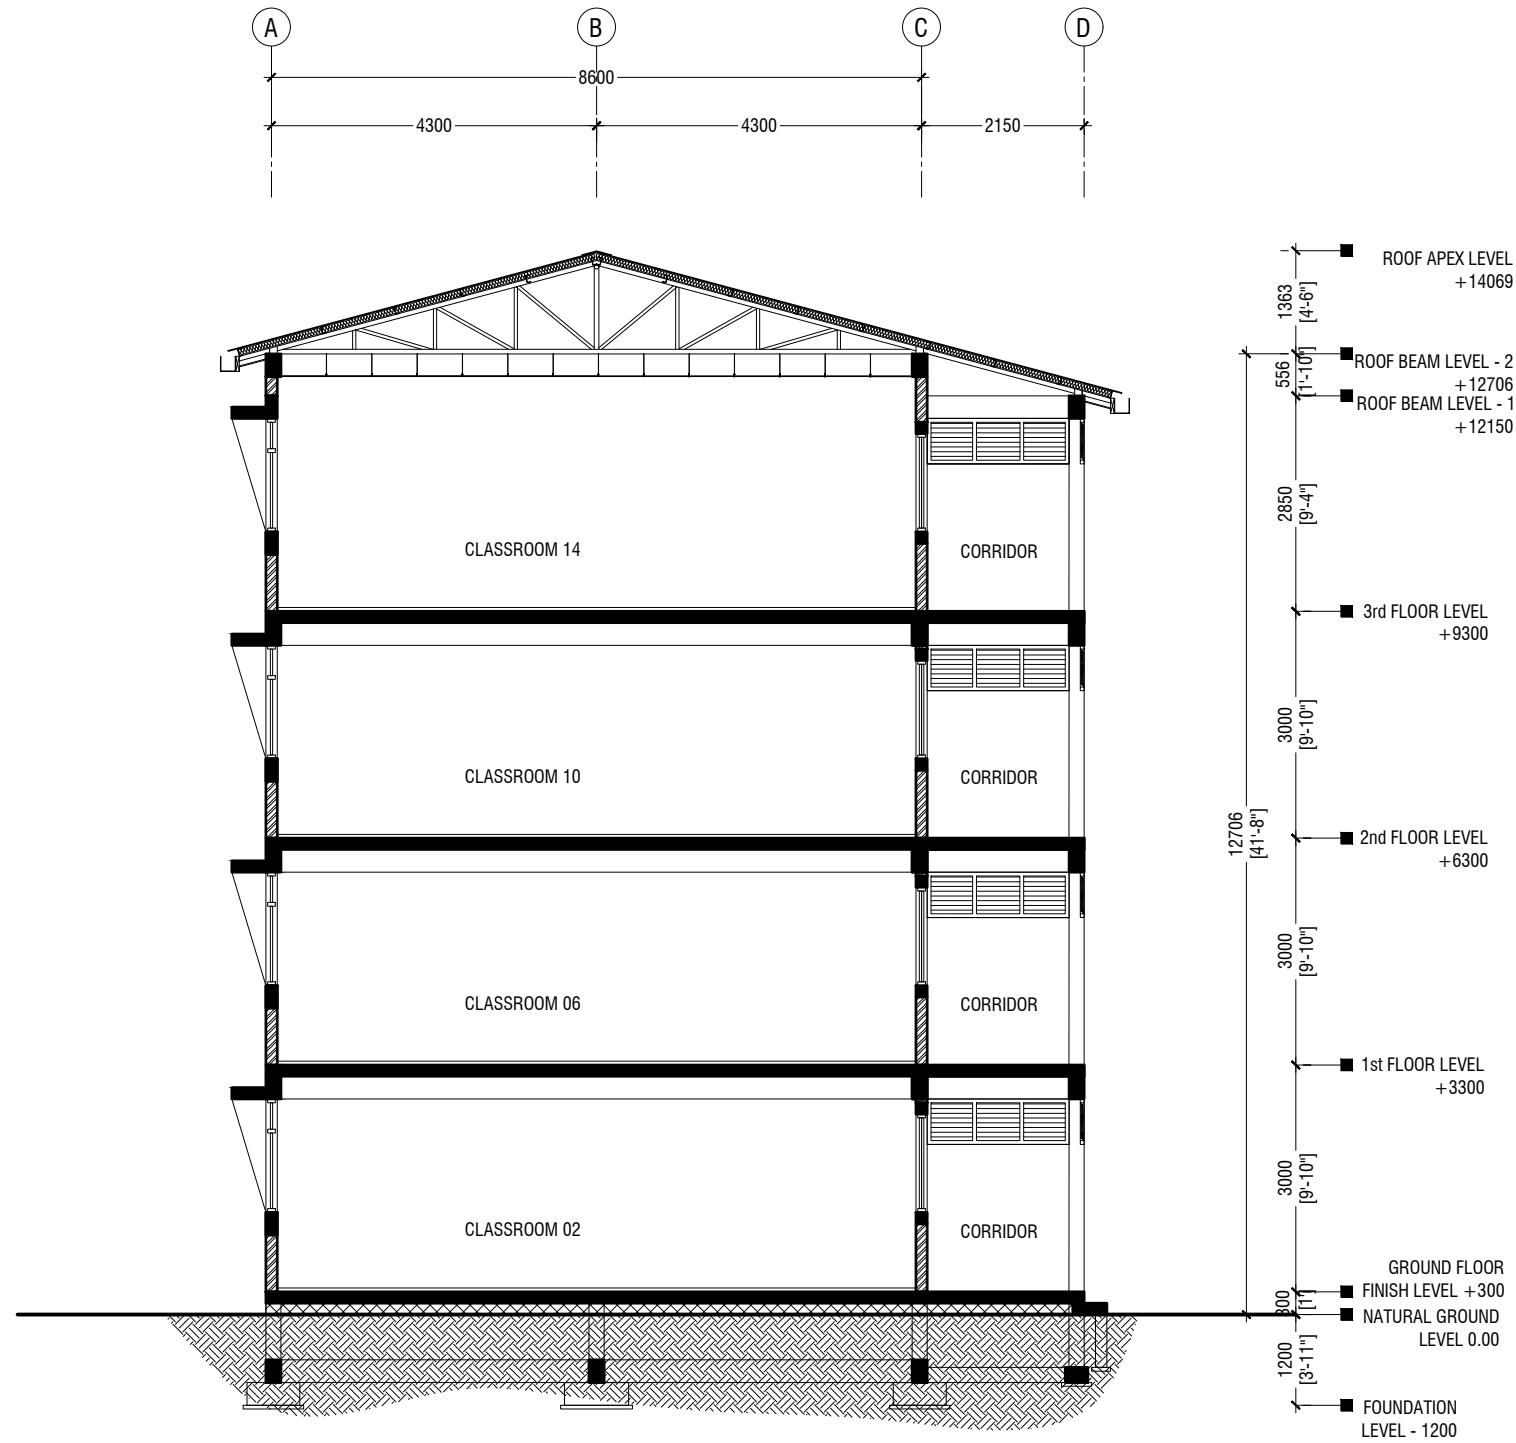 A B C D
8600
4300 4300 2150
ROOF APEX LEVEL
+14069
1363
[4'-6"]
ROOF BEAM LEVEL - 2
+12706
556
[1'-10"]
ROOF BEAM LEVEL - 1
+12150
2850
[9'-4"]
CLASSROOM 14
CORRIDOR
3rd FLOOR LEVEL
+9300
3000
[9'-10"]
CLASSROOM 10
CORRIDOR
12706
[41'-8"]
2nd FLOOR LEVEL
+6300
3000
[9'-10"]
CLASSROOM 06
CORRIDOR
1st FLOOR LEVEL
+3300
3000
[9'-10"]
CLASSROOM 02
CORRIDOR
GROUND FLOOR
FINISH LEVEL +300
300
[1']
NATURAL GROUND
LEVEL 0.00
1200
[3'-11"]
FOUNDATION
LEVEL - 1200